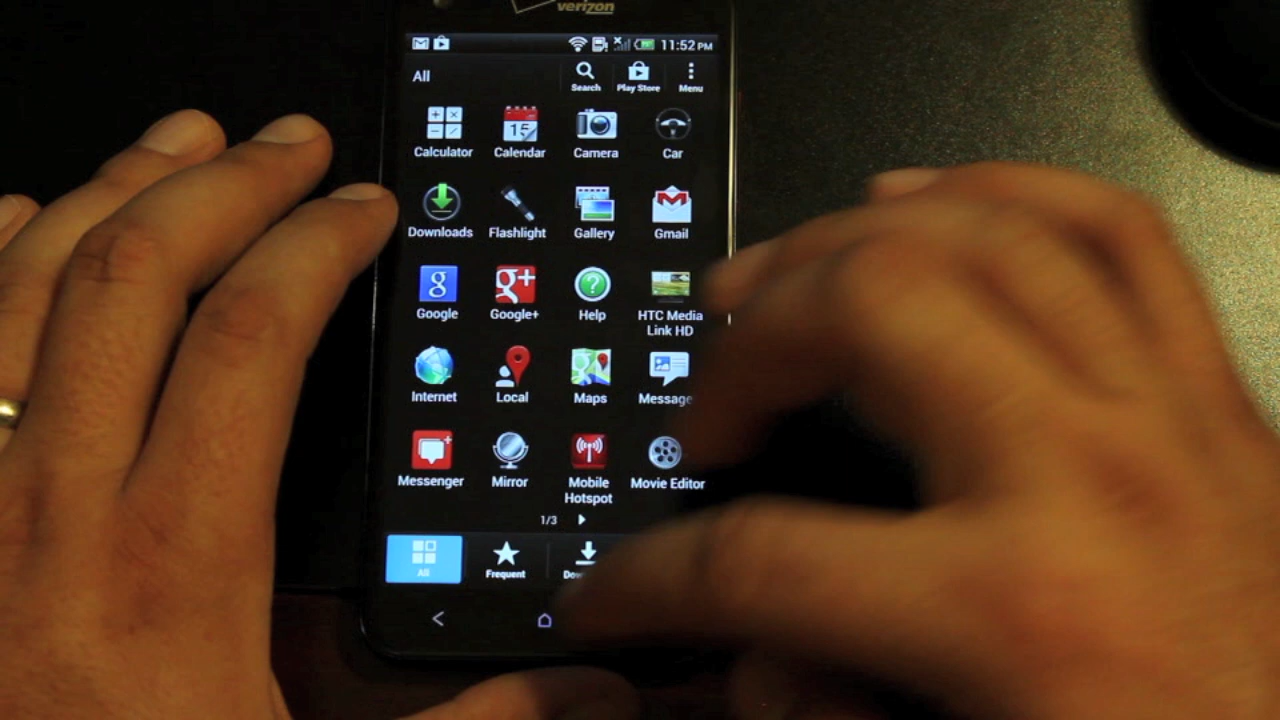 verizon
11:52 PM
All
Search
Play Store
Menu
Calculator
15
Calendar
Camera
Car
Downloads
Flashlight
Gallery
Gmail
g
Google
g+
Google+
?
Help
HTC Media
Link HD
Internet
Local
Maps
Message
Messenger
Mirror
Mobile
Hotspot
Movie Editor
1/3
All
Frequent